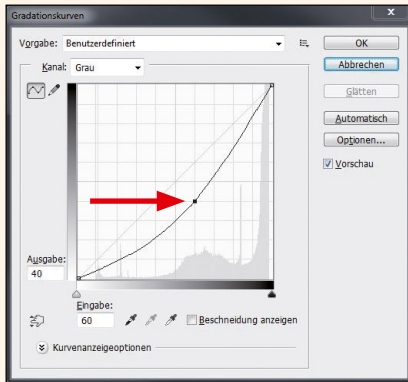 Gradationskurven
x
Vorgabe: Benutzerdefiniert
OK
Kanal: Grau
Abbrechen
Glätten
Automatisch
Optionen...
Vorschau
Ausgabe:
40
Eingabe:
60
Beschneidung anzeigen
Kurvenanzeigeoptionen